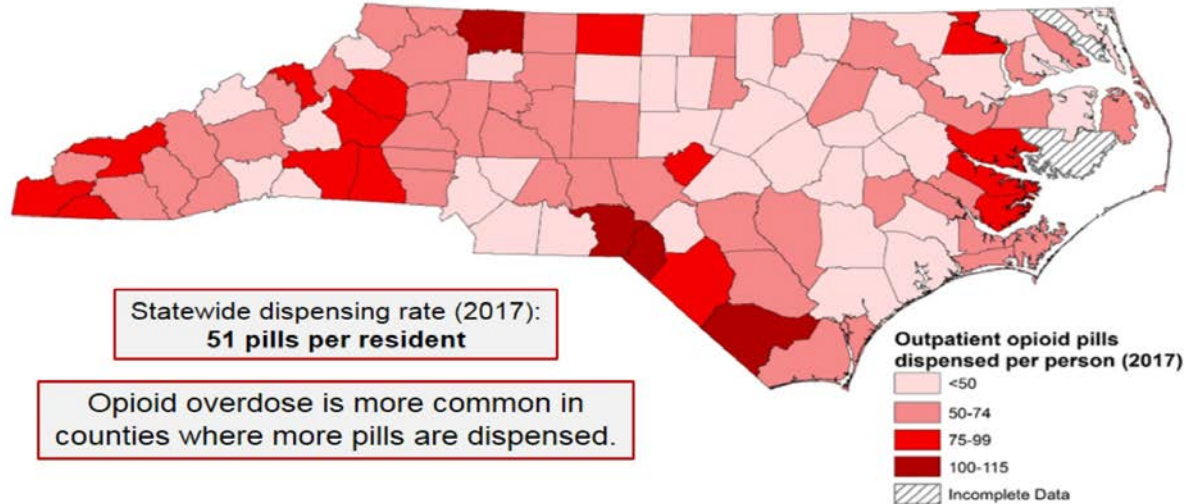 Statewide dispensing rate (2017):
51 pills per resident
Opioid overdose is more common in
counties where more pills are dispensed.
Outpatient opioid pills
dispensed per person (2017)
<50
50-74
75-99
100-115
Incomplete Data